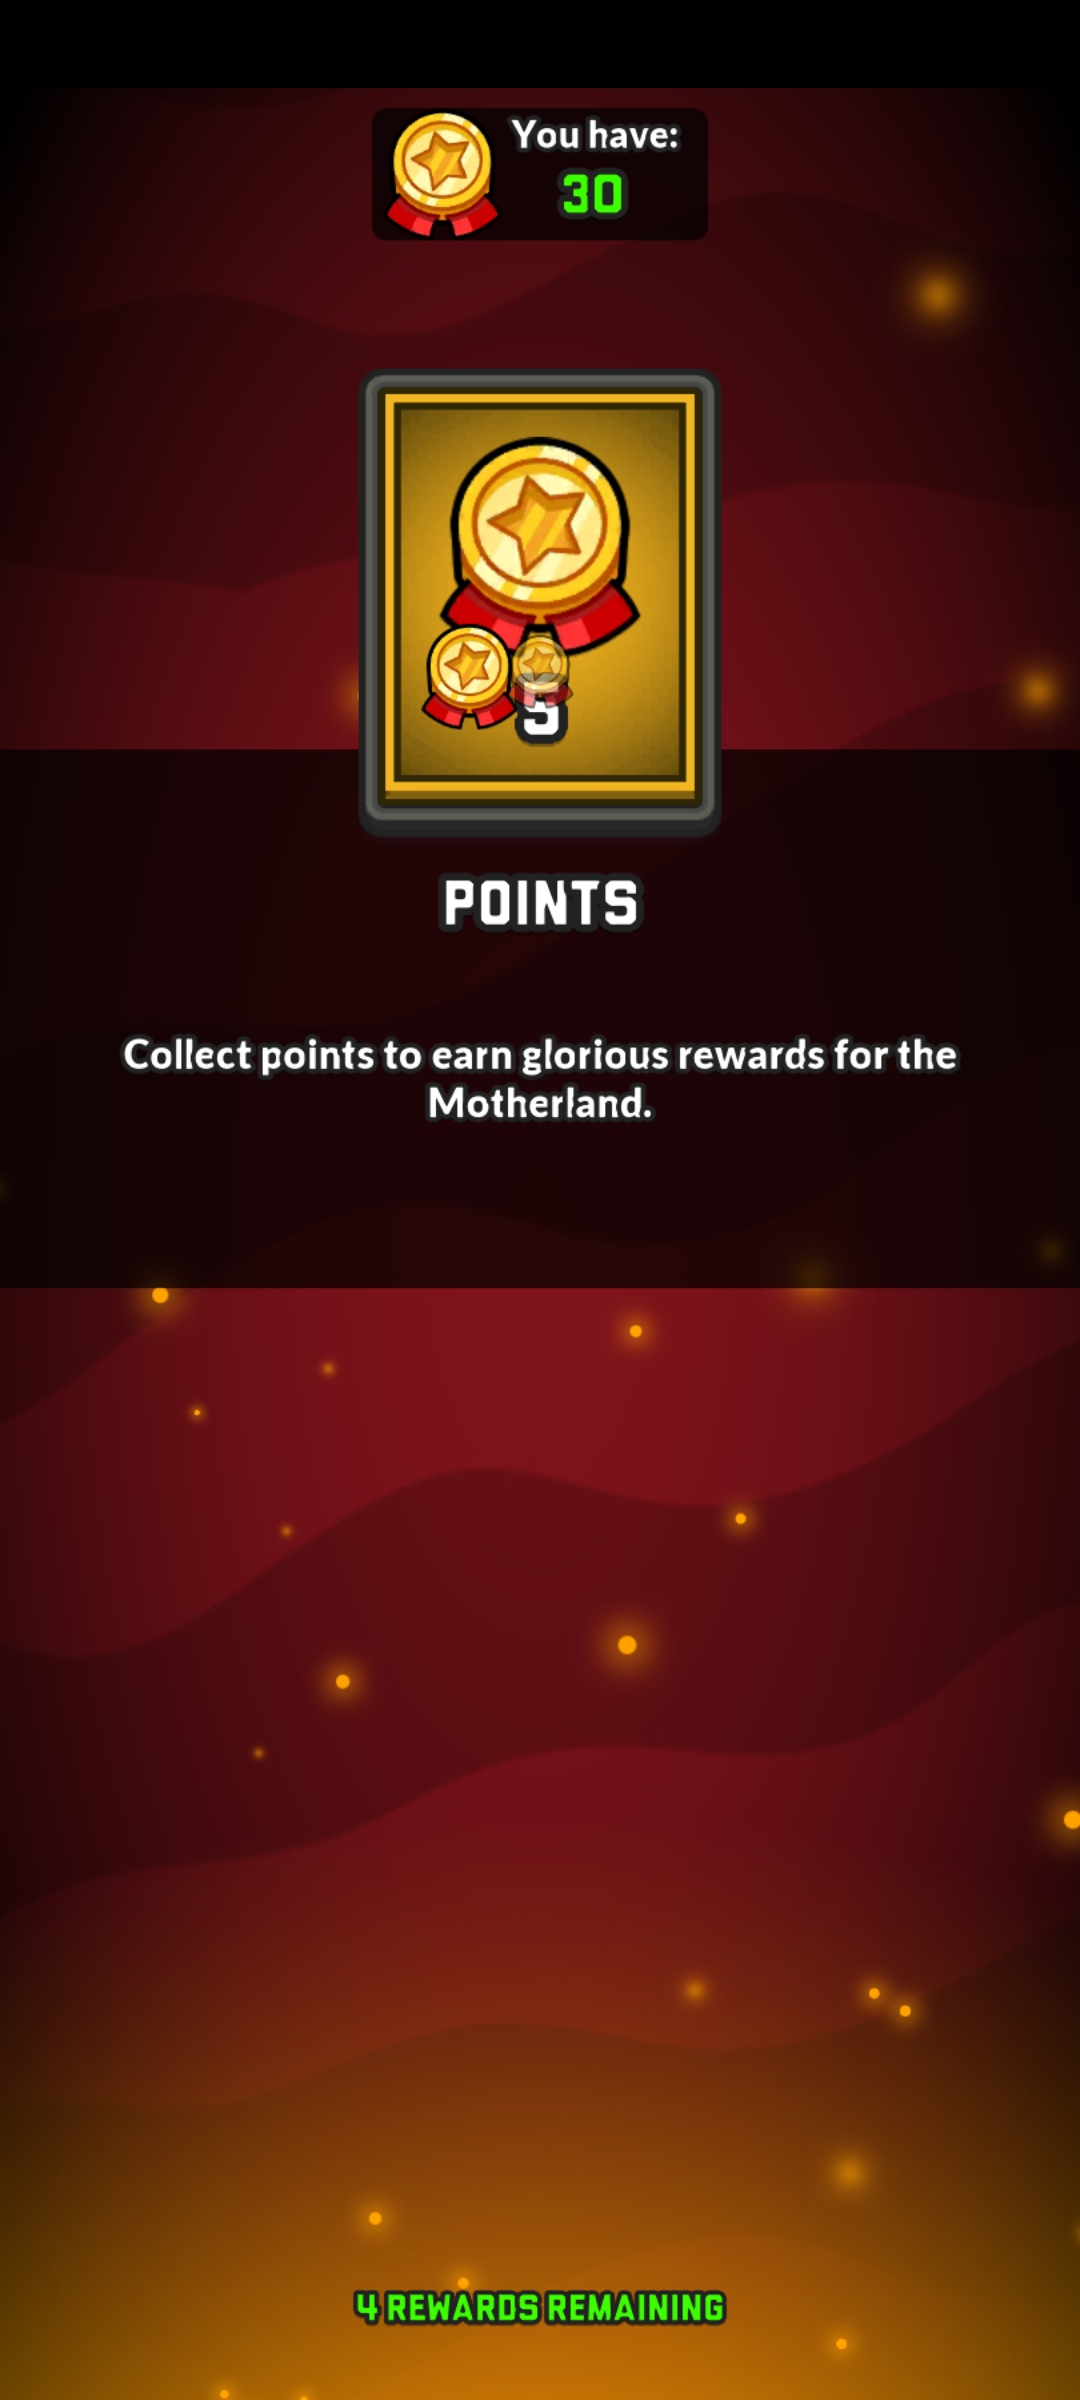 You have:
30
POINTS
Collect points to earn glorious rewards for the
Motherland.
4 REWARDS REMAINING